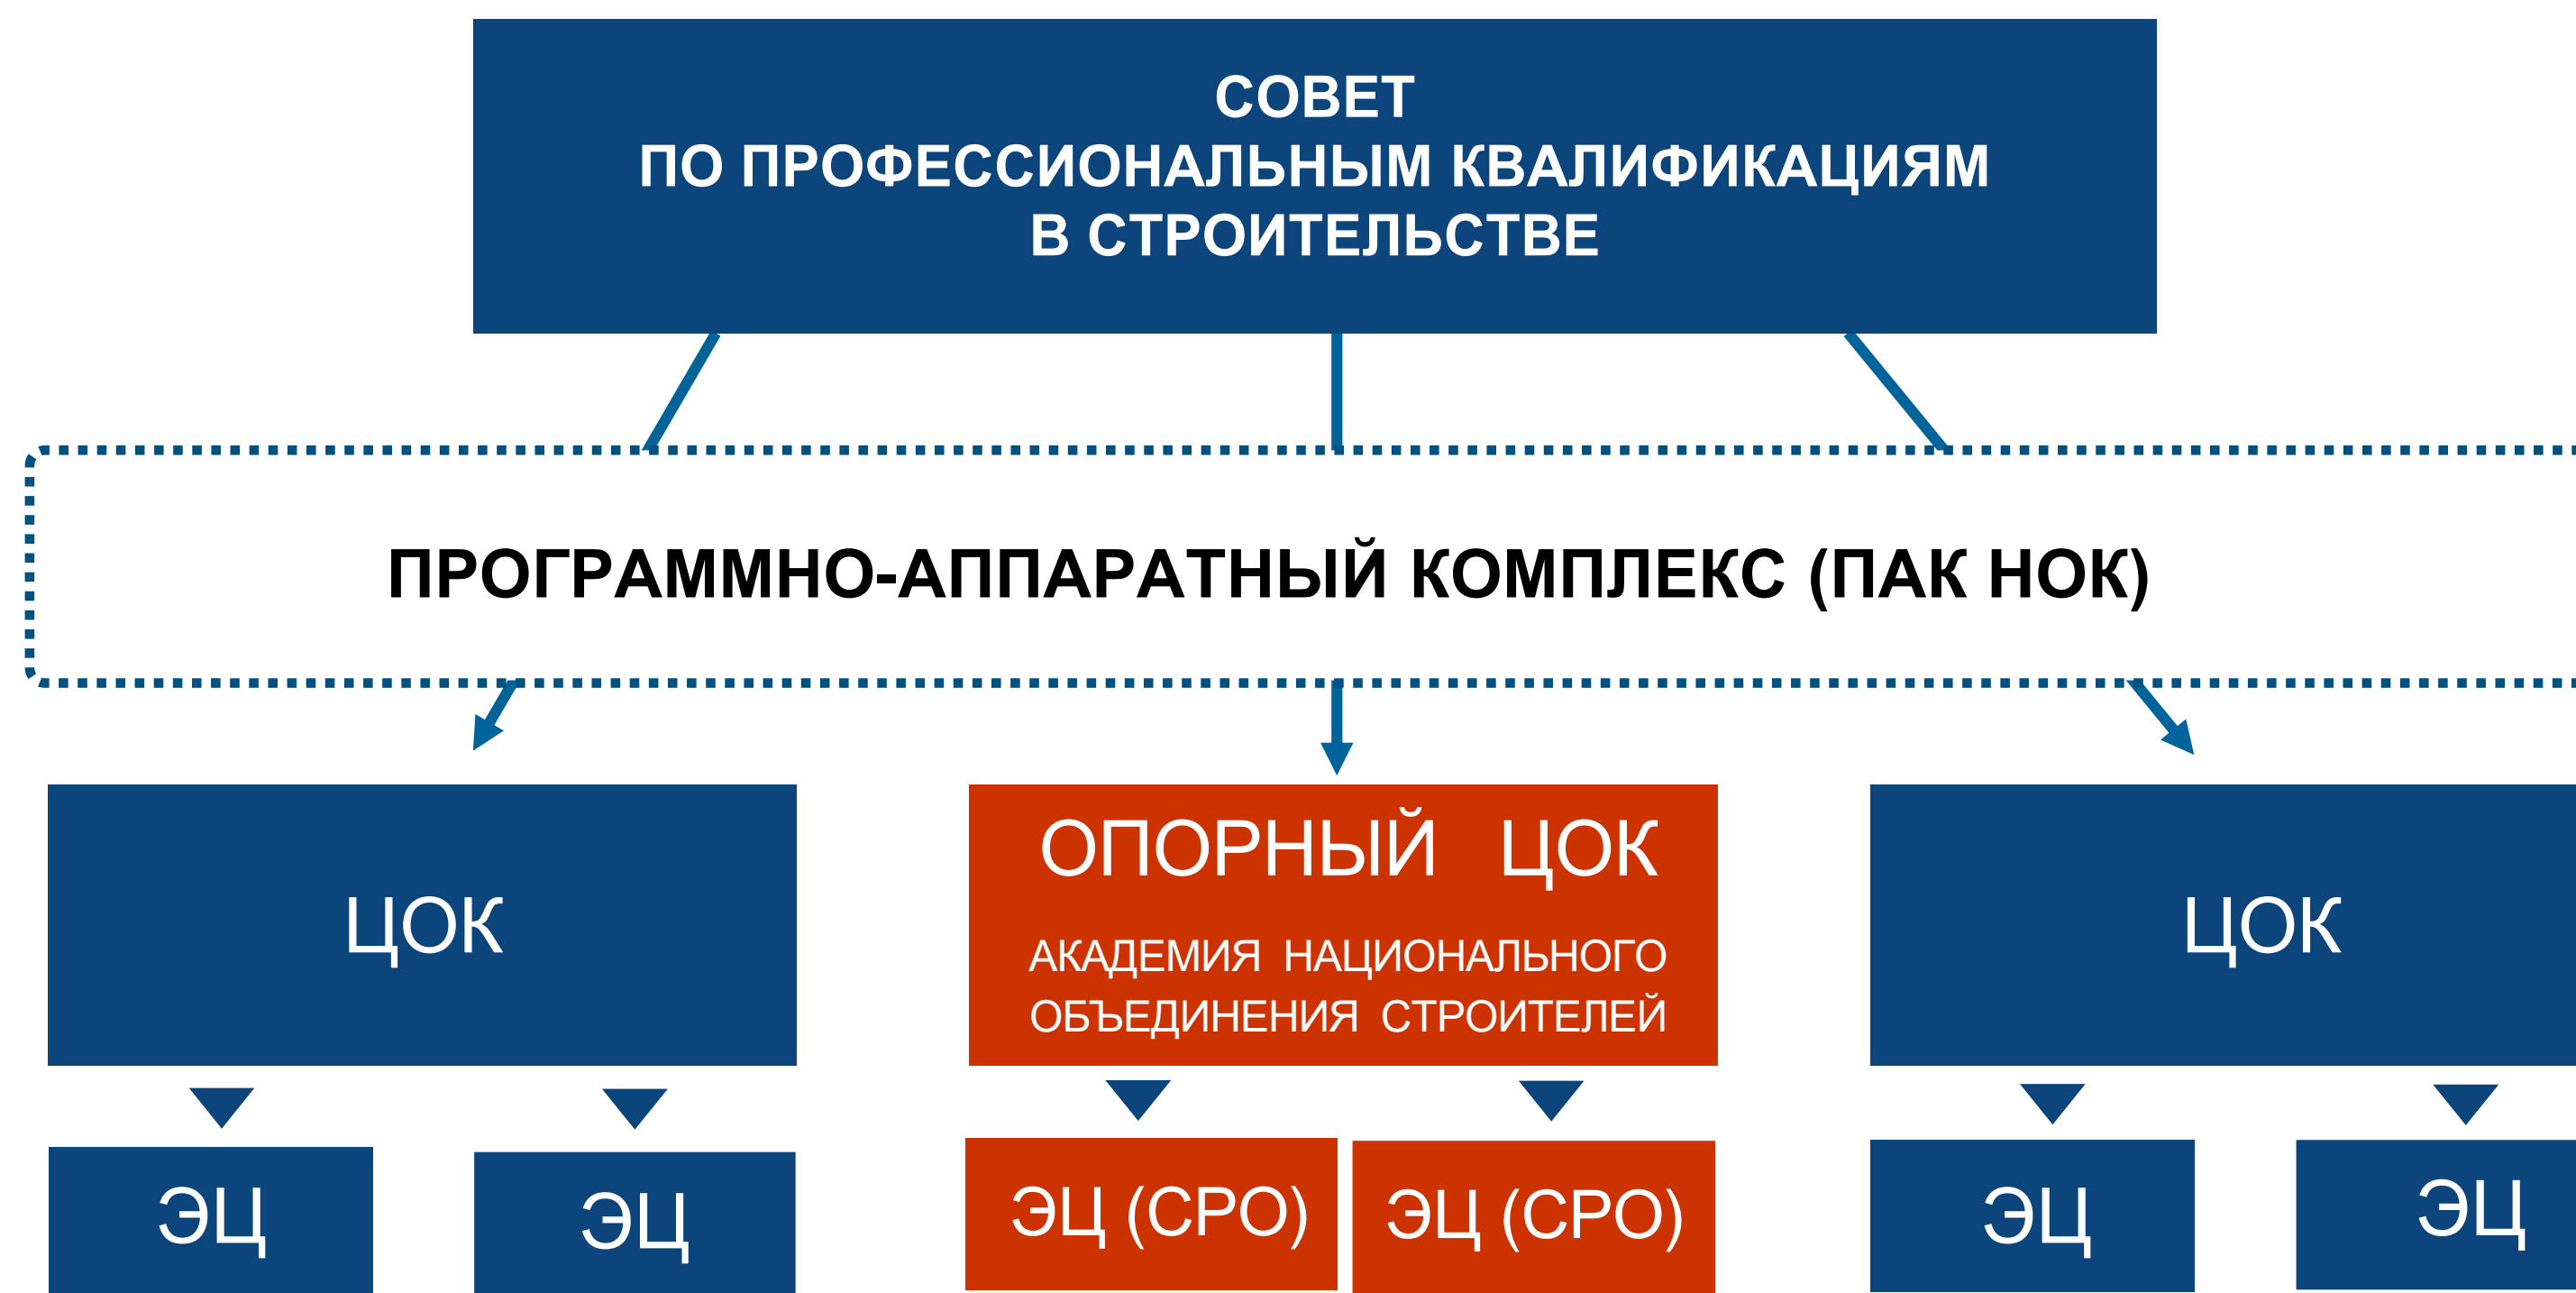 СОВЕТ
ПО ПРОФЕССИОНАЛЬНЫМ КВАЛИФИКАЦИЯМ
В СТРОИТЕЛЬСТВЕ
ПРОГРАММНО-АППАРАТНЫЙ КОМПЛЕКС (ПАК НОК)
ЦОК
ОПОРНЫЙ ЦОК
АКАДЕМИЯ НАЦИОНАЛЬНОГО
ОБЪЕДИНЕНИЯ СТРОИТЕЛЕЙ
ЦОК
ЭЦ
ЭЦ
ЭЦ (СРО)
ЭЦ (СРО)
ЭЦ
ЭЦ